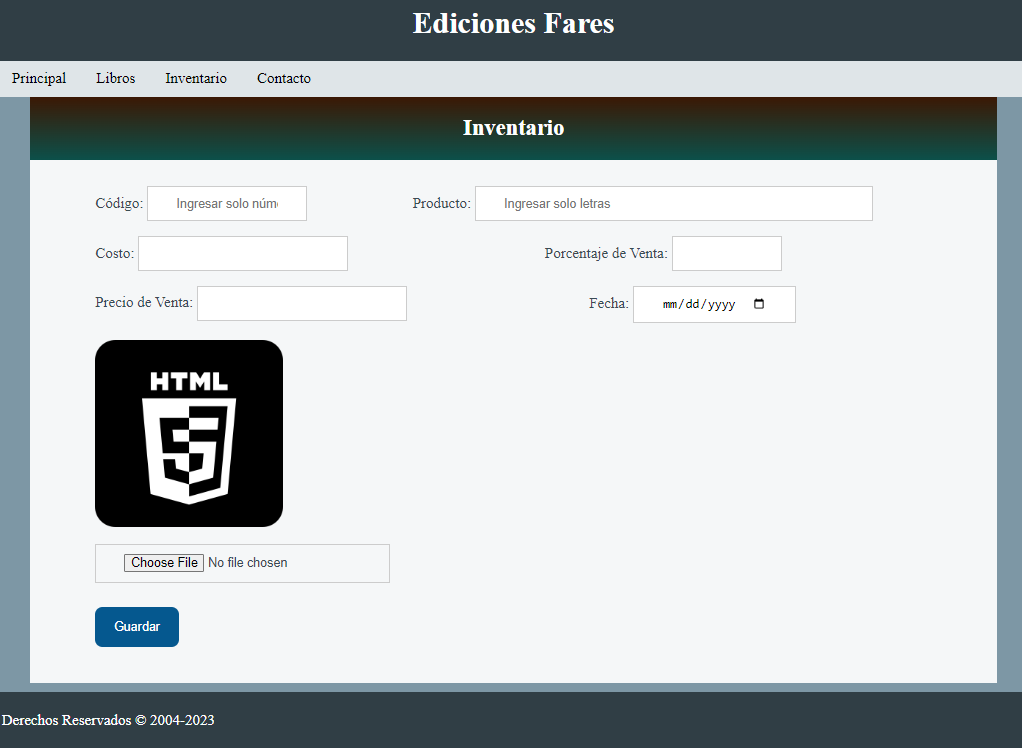 Ediciones Fares
Principal Libros Inventario Contacto
Inventario
Código: Ingresar solo núm Producto: Ingresar solo letras
Costo: Porcentaje de Venta:
Precio de Venta: Fecha: mm/dd/yyyy
HTML
5
Choose File No file chosen
Guardar
Derechos Reservados © 2004-2023